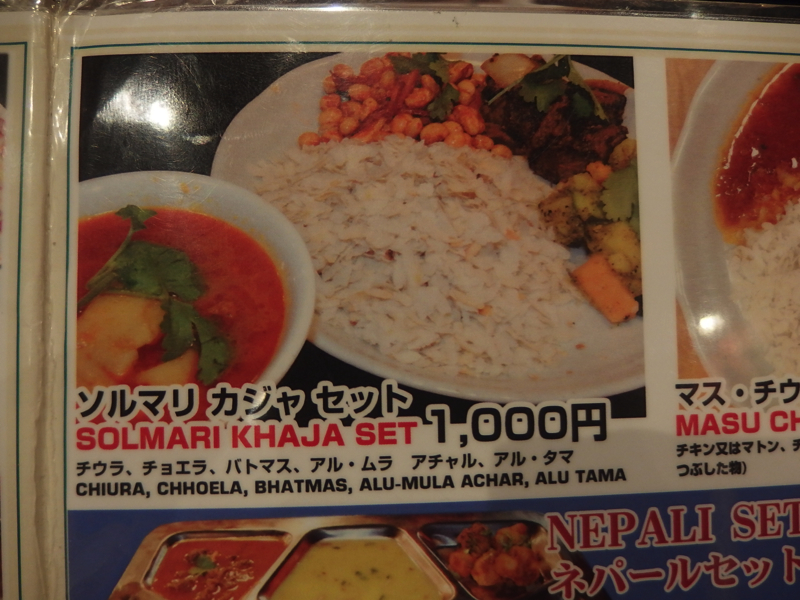 ソルマリ カジャ セット
SOLMARI KHAJA SET 1,000円
チウラ、チョエラ、バトマス、アル・ムラ アチャル、アル・タマ
CHIURA, CHHOELA, BHATMAS, ALU-MULA ACHAR, ALU TAMA
マス・チウ
MASU CH
チキン又はマトン、チ
つぶした物)
NEPALI SET
ネパールセット